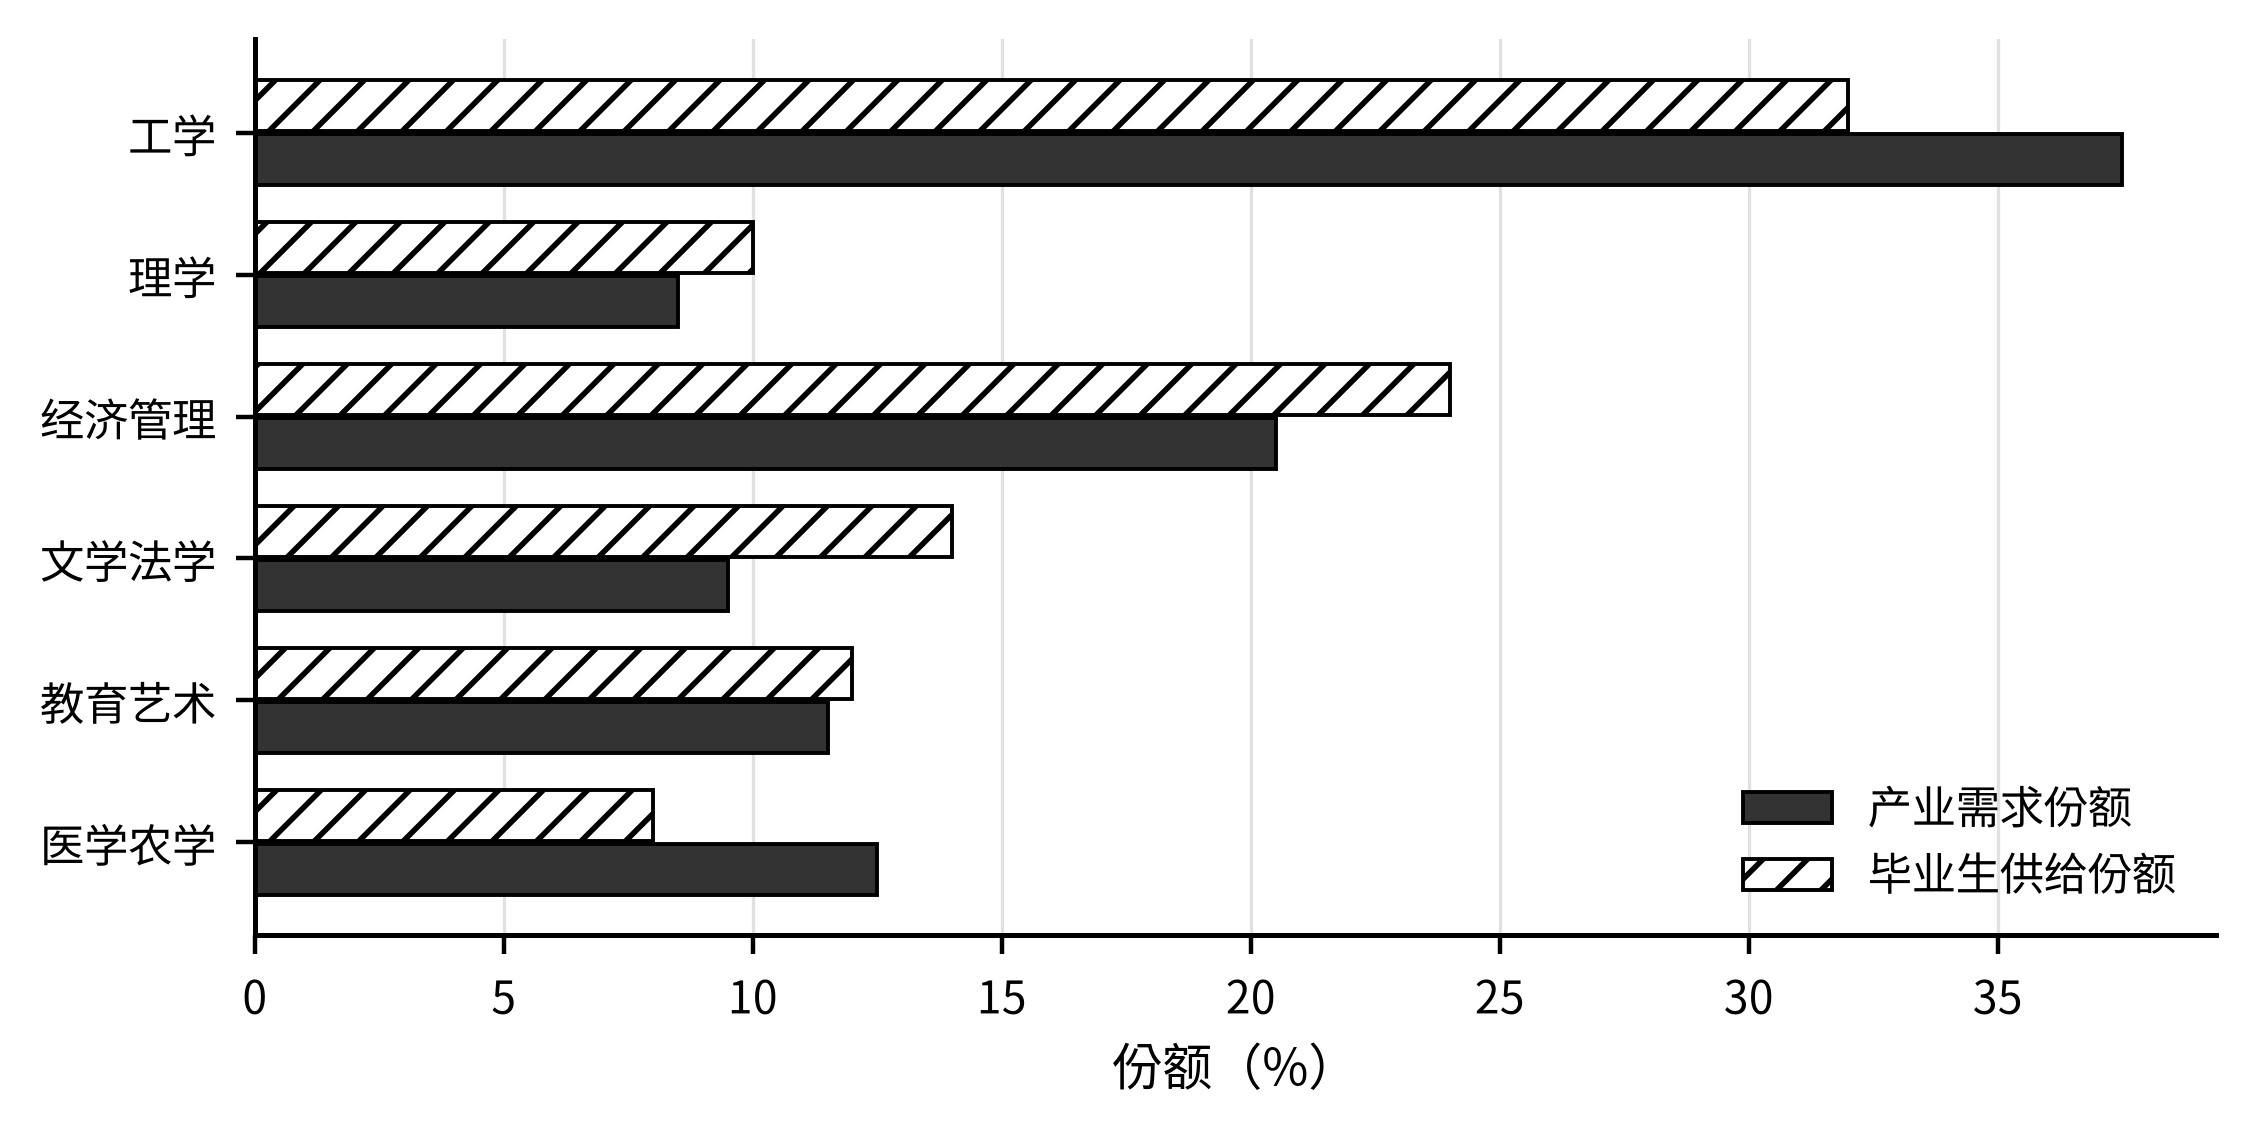 工学
理学
经济管理
文学法学
教育艺术
医学农学
产业需求份额
毕业生供给份额
0 5 10 15 20 25 30 35
份额（%）